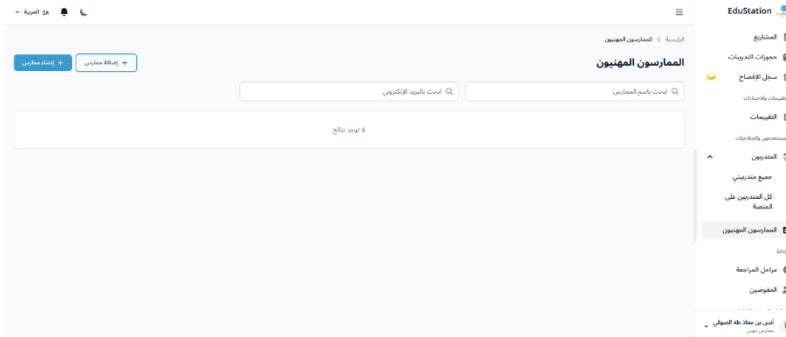 EduStation
SA العربية
المشاريع
حجوزات التدريبات
سجل الإفصاح
التقييمات
المتدربون
جميع متدربيني
كل المتدربين على
المنصة
الممارسون المهنيون
مراحل المراجعة
المفوضين
أنس بن معاذ طه الصوفي
ممارس مهني
الرئيسية > الممارسون المهنيون
الممارسون المهنيون
+ إضافة ممارس
+ إنشاء ممارس
ابحث باسم الممارس
ابحث بالبريد الإلكتروني
لا توجد نتائج